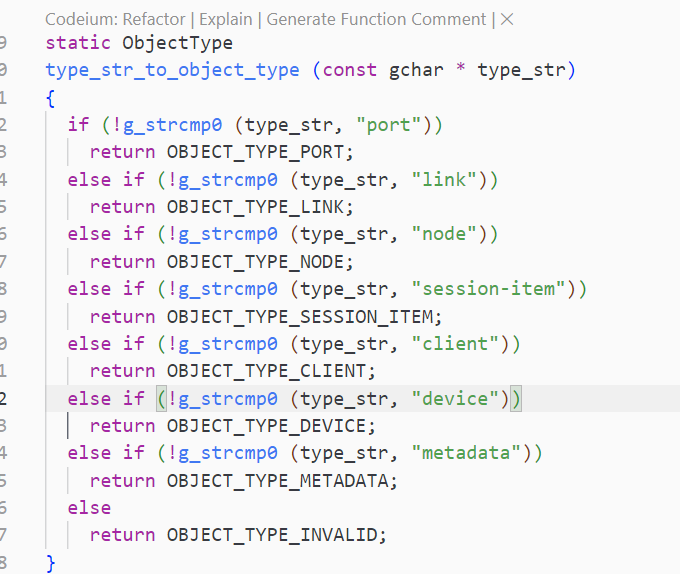 Codeium: Refactor | Explain | Generate Function Comment | ×
9 static ObjectType
0 type_str_to_object_type (const gchar * type_str)
1 {
2   if (!g_strcmp0 (type_str, "port"))
3     return OBJECT_TYPE_PORT;
4   else if (!g_strcmp0 (type_str, "link"))
5     return OBJECT_TYPE_LINK;
6   else if (!g_strcmp0 (type_str, "node"))
7     return OBJECT_TYPE_NODE;
8   else if (!g_strcmp0 (type_str, "session-item"))
9     return OBJECT_TYPE_SESSION_ITEM;
0   else if (!g_strcmp0 (type_str, "client"))
1     return OBJECT_TYPE_CLIENT;
2   else if (!g_strcmp0 (type_str, "device"))
3     return OBJECT_TYPE_DEVICE;
4   else if (!g_strcmp0 (type_str, "metadata"))
5     return OBJECT_TYPE_METADATA;
6   else
7     return OBJECT_TYPE_INVALID;
8 }